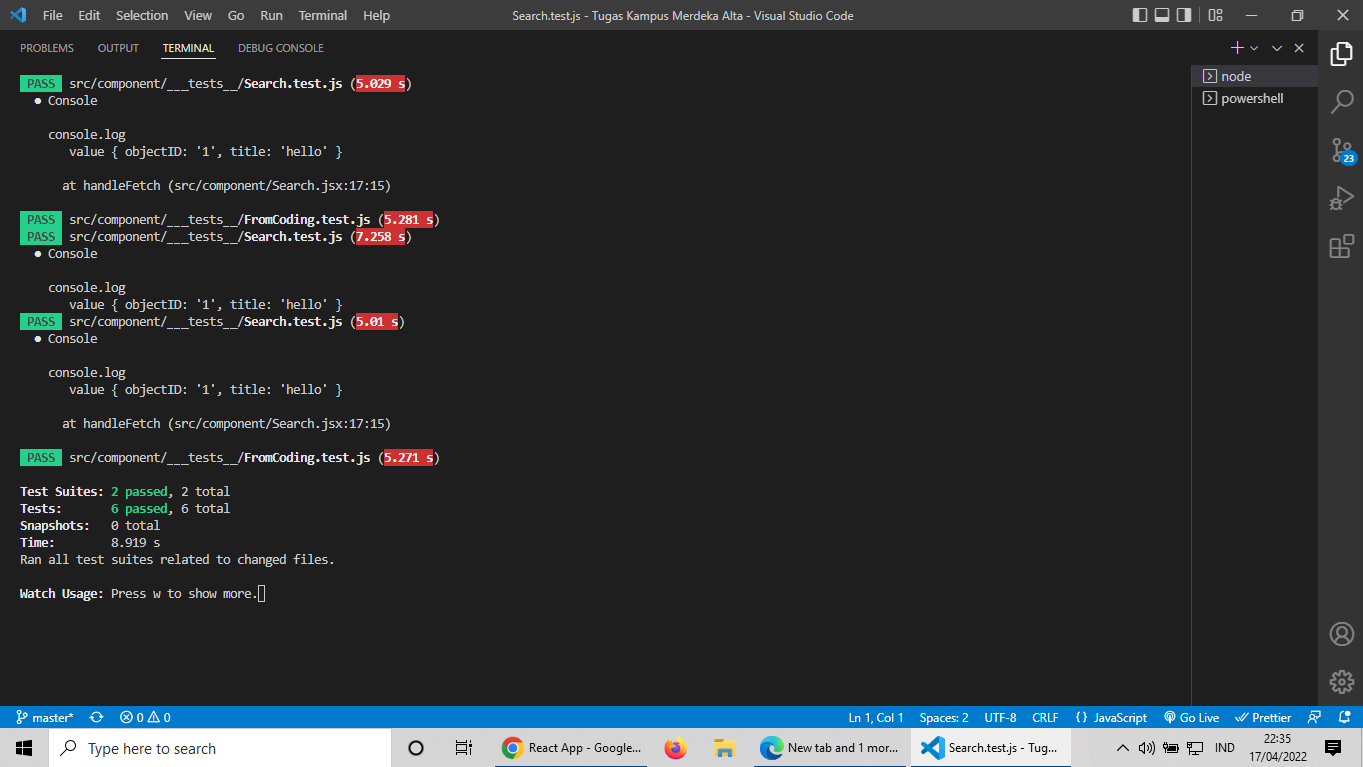 File Edit Selection View Go Run Terminal Help Search.test.js - Tugas Kampus Merdeka Alta - Visual Studio Code
PROBLEMS OUTPUT TERMINAL DEBUG CONSOLE
node
powershell
23
PASS src/component/___tests__/Search.test.js (5.029 s)
● Console
console.log
value { objectID: '1', title: 'hello' }
at handleFetch (src/component/Search.jsx:17:15)
PASS src/component/___tests__/FromCoding.test.js (5.281 s)
PASS src/component/___tests__/Search.test.js (7.258 s)
● Console
console.log
value { objectID: '1', title: 'hello' }
PASS src/component/___tests__/Search.test.js (5.01 s)
● Console
console.log
value { objectID: '1', title: 'hello' }
at handleFetch (src/component/Search.jsx:17:15)
PASS src/component/___tests__/FromCoding.test.js (5.271 s)
Test Suites: 2 passed, 2 total
Tests: 6 passed, 6 total
Snapshots: 0 total
Time: 8.919 s
Ran all test suites related to changed files.
Watch Usage: Press w to show more.
master* 0 0 Ln 1, Col 1 Spaces: 2 UTF-8 CRLF {} JavaScript Go Live Prettier
Type here to search React App - Google... New tab and 1 mor... Search.test.js - Tug... IND 22:35
17/04/2022